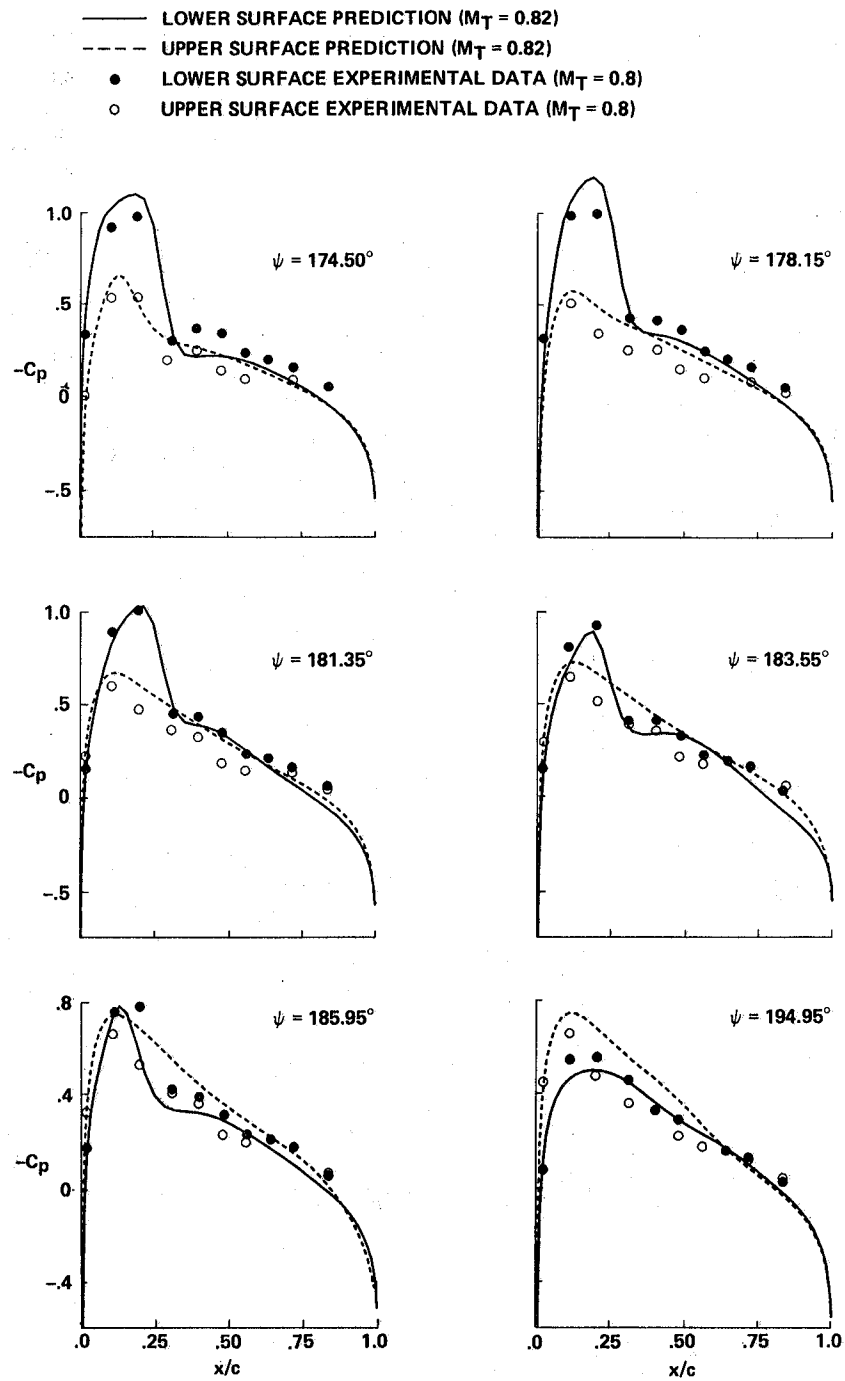 LOWER SURFACE PREDICTION (MT = 0.82)
UPPER SURFACE PREDICTION (MT = 0.82)
LOWER SURFACE EXPERIMENTAL DATA (MT = 0.8)
UPPER SURFACE EXPERIMENTAL DATA (MT = 0.8)
1.0
.5
-Cp
0
-.5
ψ = 174.50°
ψ = 178.15°
1.0
.5
-Cp
0
-.5
ψ = 181.35°
ψ = 183.55°
.8
.4
-Cp
0
-.4
ψ = 185.95°
ψ = 194.95°
.0 .25 .50 .75 1.0
x/c
.0 .25 .50 .75 1.0
x/c